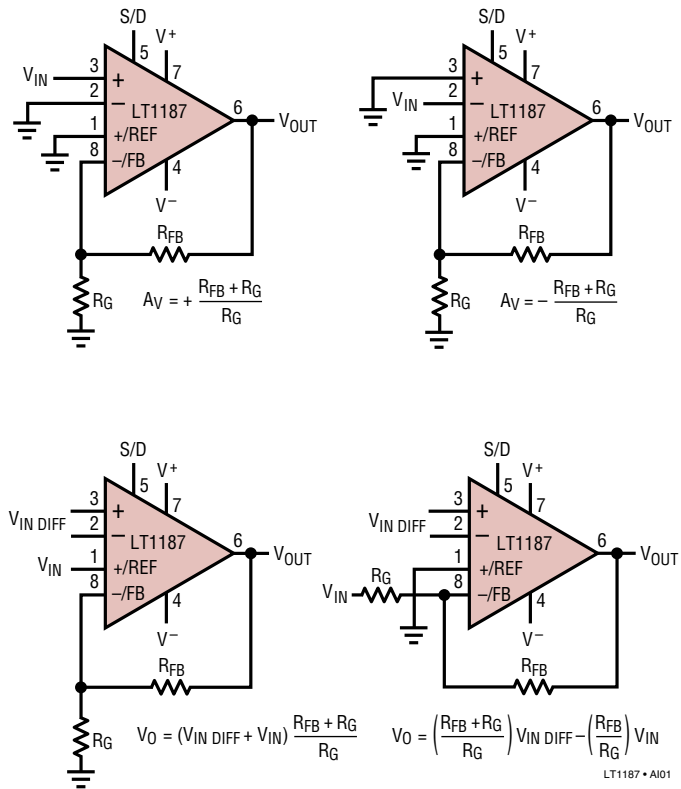 S/D
V+
5
7
VIN
3
+
2
−
LT1187
6
VOUT
1
+/REF
8
−/FB
4
V−
RFB
RG
AV = + RFB + RG
RG
S/D
V+
5
7
3
+
VIN
2
−
LT1187
6
VOUT
1
+/REF
8
−/FB
4
V−
RFB
RG
AV = − RFB + RG
RG
S/D
V+
5
7
VIN DIFF
3
+
2
−
LT1187
6
VOUT
VIN
1
+/REF
8
−/FB
4
V−
RFB
RG
VO = (VIN DIFF + VIN) RFB + RG
RG
S/D
V+
5
7
VIN DIFF
3
+
2
−
LT1187
6
VOUT
1
+/REF
VIN
RG
8
−/FB
4
V−
RFB
VO = (RFB + RG / RG) VIN DIFF − (RFB / RG) VIN
LT1187 • AI01